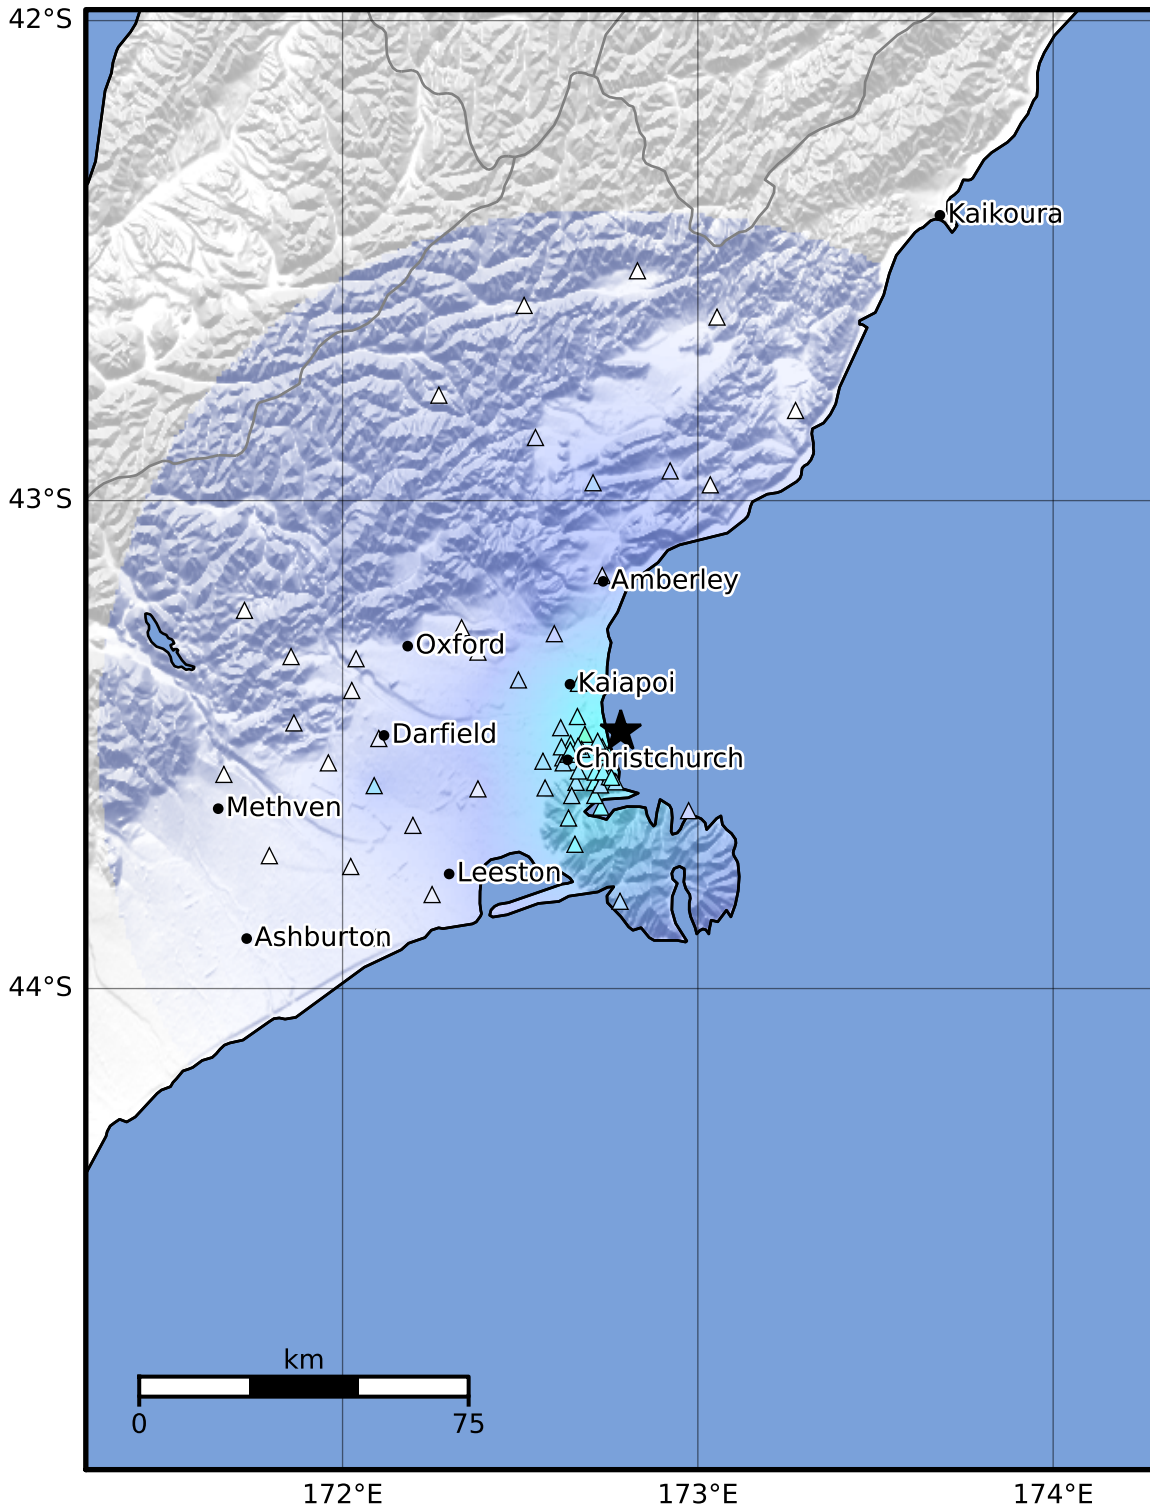 42°S
Kaikoura
43°S
Amberley
Oxford
Kaiapoi
Darfield
Christchurch
Methven
Leeston
Ashburton
44°S
km
0 75
172°E 173°E 174°E